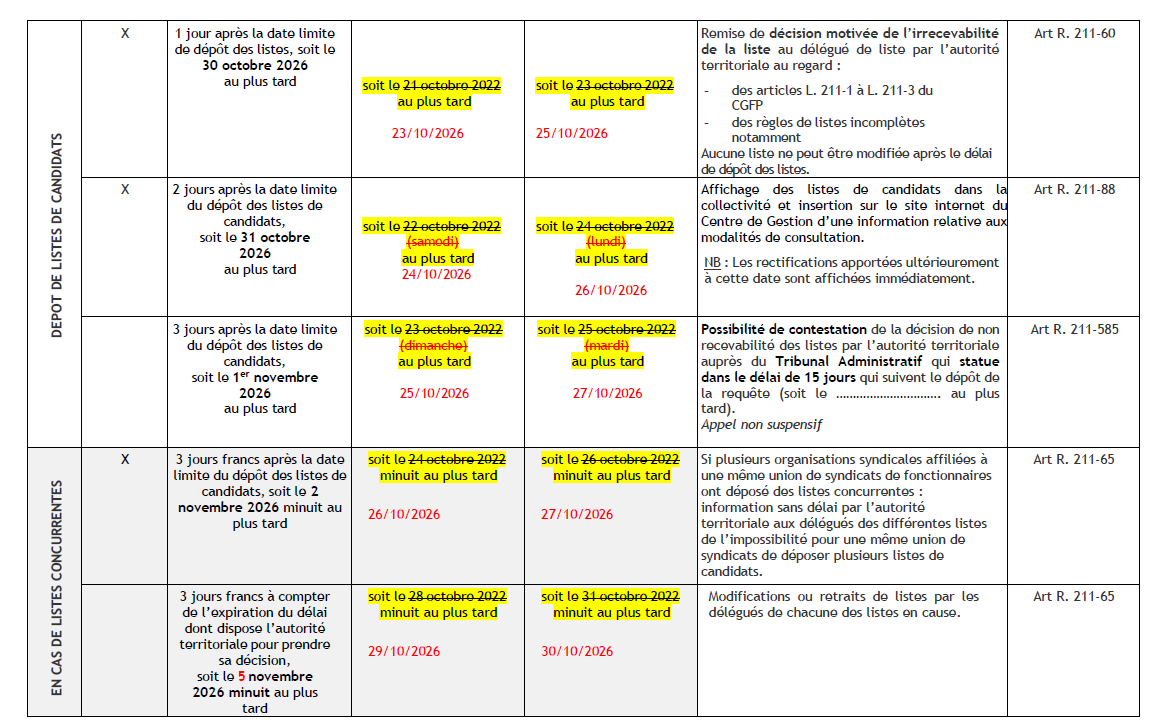 DEPOT DE LISTES DE CANDIDATS
X
1 jour après la date limite
de dépôt des listes, soit le
30 octobre 2026
au plus tard
soit le 21 octobre 2022
au plus tard
23/10/2026
soit le 23 octobre 2022
au plus tard
25/10/2026
Remise de décision motivée de l’irrecevabilité
de la liste au délégué de liste par l’autorité
territoriale au regard :
- des articles L. 211-1 à L. 211-3 du
CGFP
- des règles de listes incomplètes
notamment
Aucune liste ne peut être modifiée après le délai
de dépôt des listes.
Art R. 211-60
X
2 jours après la date limite
du dépôt des listes de
candidats,
soit le 31 octobre
2026
au plus tard
soit le 22 octobre 2022
(samedi)
au plus tard
24/10/2026
soit le 24 octobre 2022
(lundi)
au plus tard
26/10/2026
Affichage des listes de candidats dans la
collectivité et insertion sur le site internet du
Centre de Gestion d’une information relative aux
modalités de consultation.
NB : Les rectifications apportées ultérieurement
à cette date sont affichées immédiatement.
Art R. 211-88
3 jours après la date limite
du dépôt des listes de
candidats,
soit le 1er novembre
2026
au plus tard
soit le 23 octobre 2022
(dimanche)
au plus tard
25/10/2026
soit le 25 octobre 2022
(mardi)
au plus tard
27/10/2026
Possibilité de contestation de la décision de non
recevabilité des listes par l’autorité territoriale
auprès du Tribunal Administratif qui statue
dans le délai de 15 jours qui suivent le dépôt de
la requête (soit le ………………………… au plus
tard).
Appel non suspensif
Art R. 211-585
EN CAS DE LISTES CONCURRENTES
X
3 jours francs après la date
limite du dépôt des listes de
candidats, soit le 2
novembre 2026 minuit au
plus tard
soit le 24 octobre 2022
minuit au plus tard
26/10/2026
soit le 26 octobre 2022
minuit au plus tard
27/10/2026
Si plusieurs organisations syndicales affiliées à
une même union de syndicats de fonctionnaires
ont déposé des listes concurrentes :
information sans délai par l’autorité
territoriale aux délégués des différentes listes
de l’impossibilité pour une même union de
syndicats de déposer plusieurs listes de
candidats.
Art R. 211-65
3 jours francs à compter
de l’expiration du délai
dont dispose l’autorité
territoriale pour prendre
sa décision,
soit le 5 novembre
2026 minuit au plus
tard
soit le 28 octobre 2022
minuit au plus tard
29/10/2026
soit le 31 octobre 2022
minuit au plus tard
30/10/2026
Modifications ou retraits de listes par les
délégués de chacune des listes en cause.
Art R. 211-65